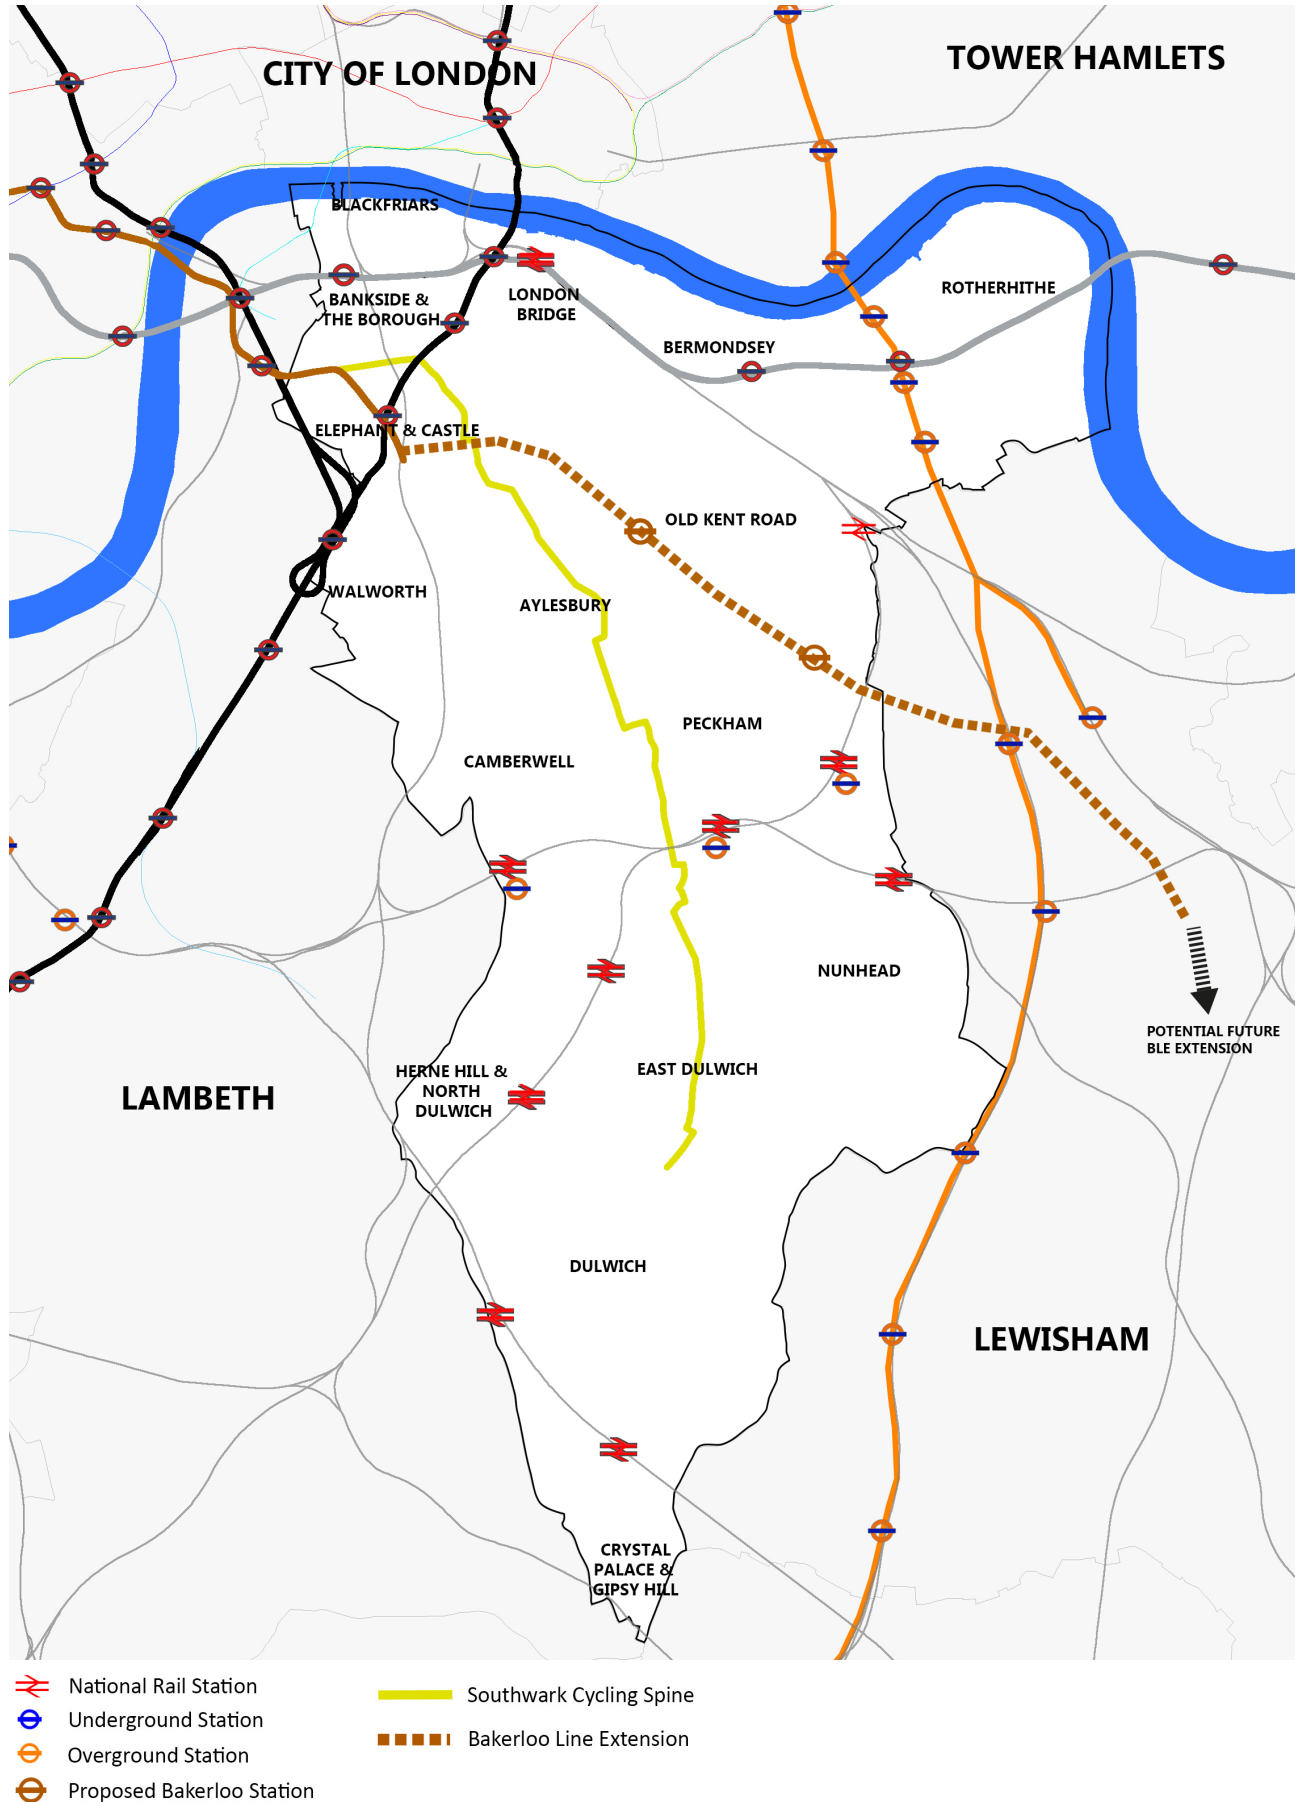 TOWER HAMLETS
CITY OF LONDON
BLACKFRIARS
ROTHERHITHE
BANKSIDE &
THE BOROUGH
LONDON
BRIDGE
BERMONDSEY
ELEPHANT & CASTLE
OLD KENT ROAD
WALWORTH
AYLESBURY
PECKHAM
CAMBERWELL
NUNHEAD
POTENTIAL FUTURE
BLE EXTENSION
HERNE HILL &
NORTH
DULWICH
EAST DULWICH
LAMBETH
DULWICH
LEWISHAM
CRYSTAL
PALACE &
GIPSY HILL
National Rail Station
Underground Station
Overground Station
Proposed Bakerloo Station
Southwark Cycling Spine
Bakerloo Line Extension